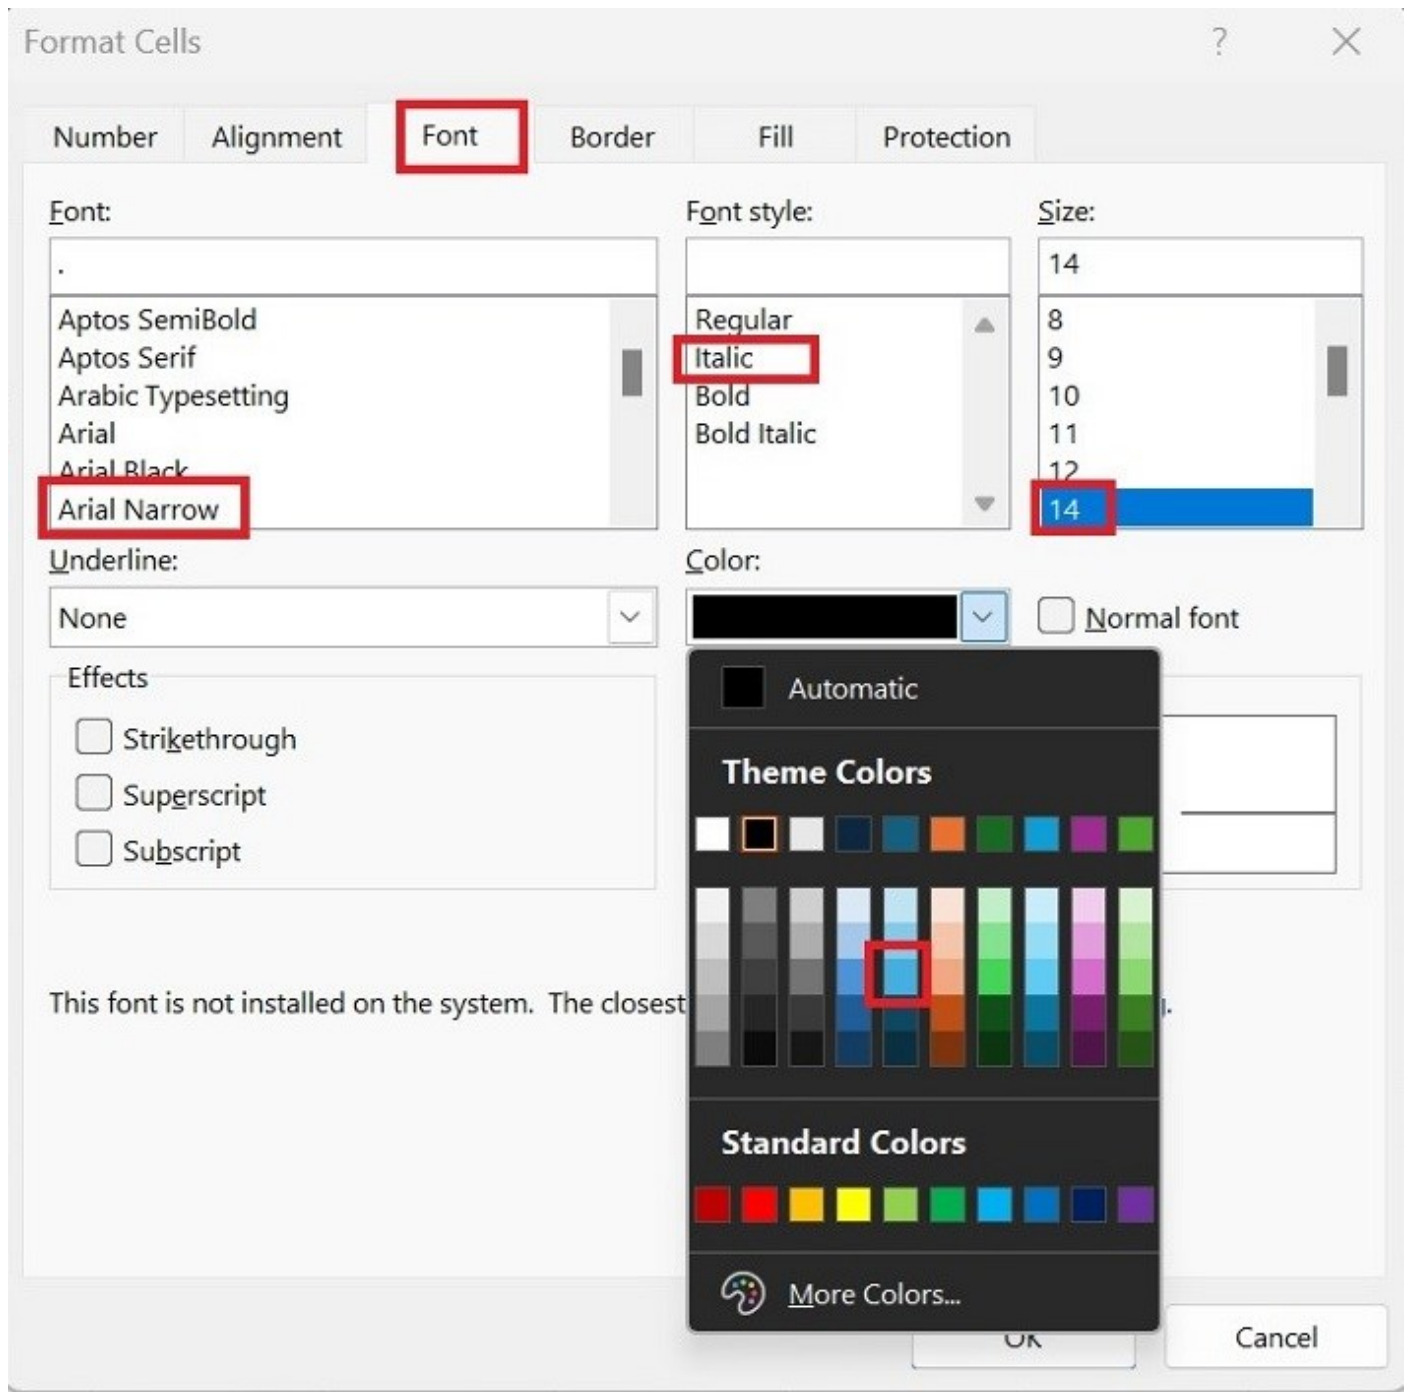 Format Cells ?
Number Alignment Font Border Fill Protection
Font: Font style: Size:
. 14
Aptos SemiBold Regular 8
Aptos Serif Italic 9
Arabic Typesetting Bold 10
Arial Bold Italic 11
Arial Black 12
Arial Narrow 14
Underline: Color:
None Normal font
Effects
Automatic
Strikethrough
Theme Colors
Superscript
Subscript
This font is not installed on the system. The closest
Standard Colors
More Colors...
OK Cancel